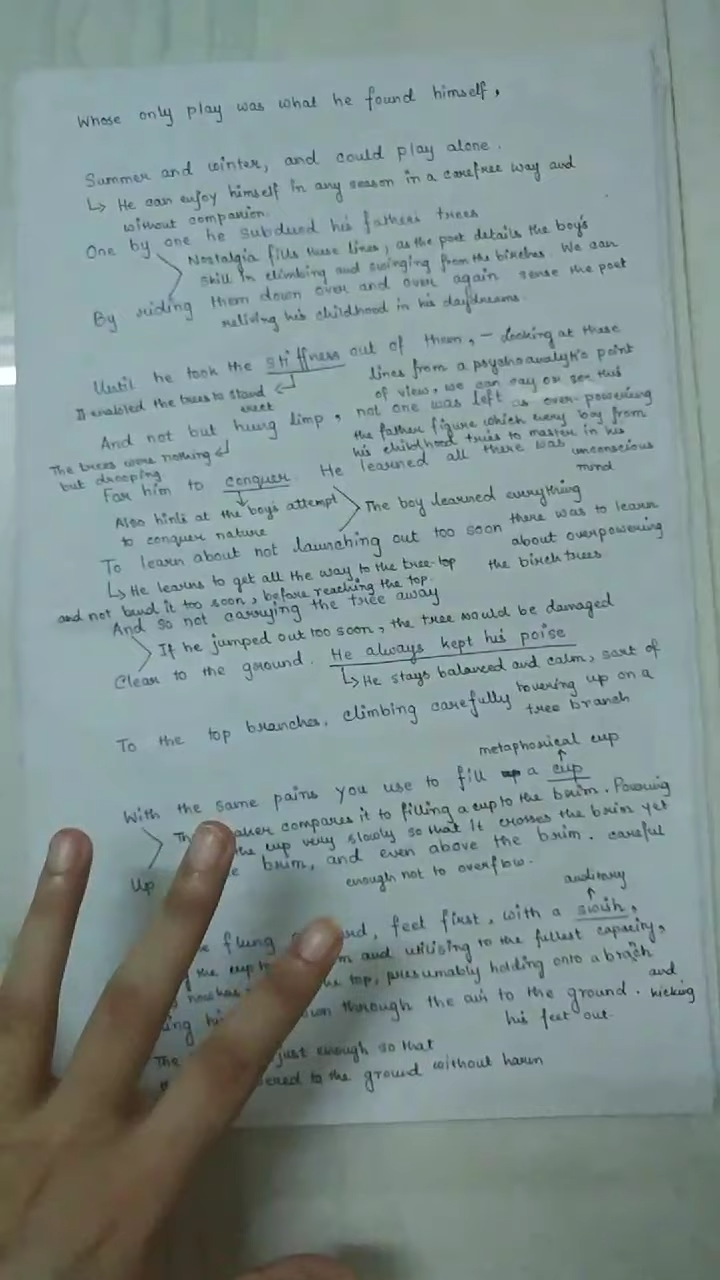 Whose only play was what he found himself,
Summer and winter, and could play alone.
↳ He can enjoy himself in any season in a carefree way and
without companion.
One by one he subdued his father's trees
Nostalgia fills these lines, as the poet details the boy's
skill in climbing and swinging from the birches. We can
By riding them down over and over again sense the poet
reliving his childhood in his daydreams.
Until he took the stiffness out of them, - Looking at these
lines from a psychoanalytic point
It enabled the trees to stand
erect
of view, we can say or see this
And not but hung limp, not one was left as over-powering
the father figure which every boy from
his childhood tries to master in his
The trees were nothing
but drooping
For him to conquer. He learned all there was unconscious
mind
Also hints at the boy's attempt
to conquer nature
The boy learned everything
To learn about not launching out too soon there was to learn
about overpowering
↳ He learns to get all the way to the tree-top the birch trees
and not bend it too soon, before reaching the top.
And so not carrying the tree away
If he jumped out too soon, the tree would be damaged
Clear to the ground. He always kept his poise
↳ He stays balanced and calm, sort of
To the top branches, climbing carefully hovering up on a
tree branch
metaphorical cup
With the same pains you use to fill a cup
compares it to filling a cup to the brim. Pouring
the cup very slowly so that it crosses the brim yet
Up brim, and even above the brim. careful
enough not to overflow.
auditory
flung feet first, with a swish,
the cup and utilising to the fullest capacity,
the top, presumably holding onto a brach
and
through the air to the ground. kicking
his feet out.
The just enough so that
to the ground without harm